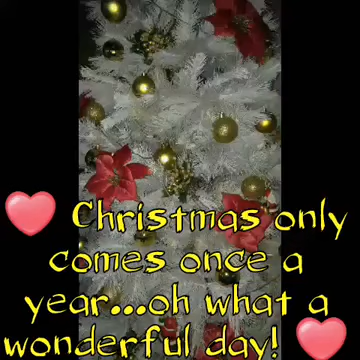 ❤ Christmas only
comes once a
year...oh what a
wonderful day! ❤